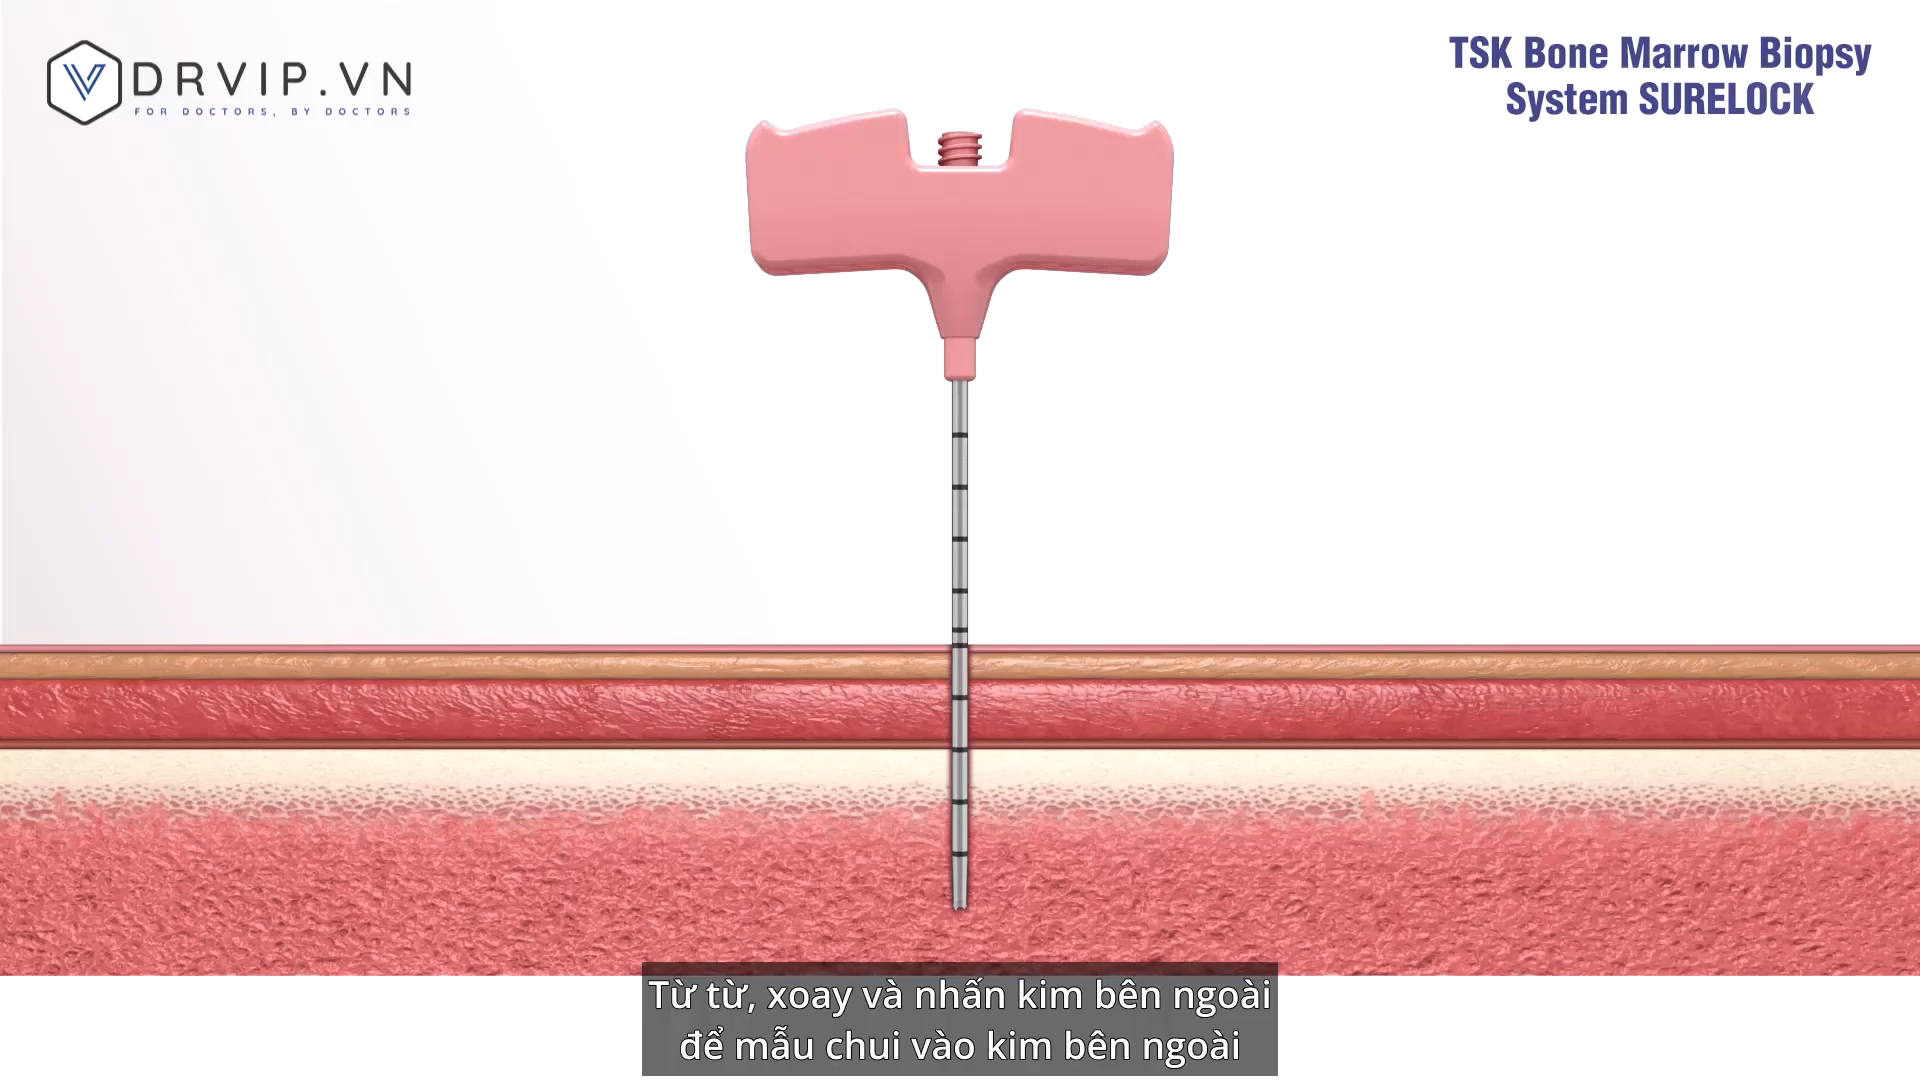 DRVIP.VN
FOR DOCTORS, BY DOCTORS
TSK Bone Marrow Biopsy
System SURELOCK
Từ từ, xoay và nhấn kim bên ngoài
để mẫu chui vào kim bên ngoài